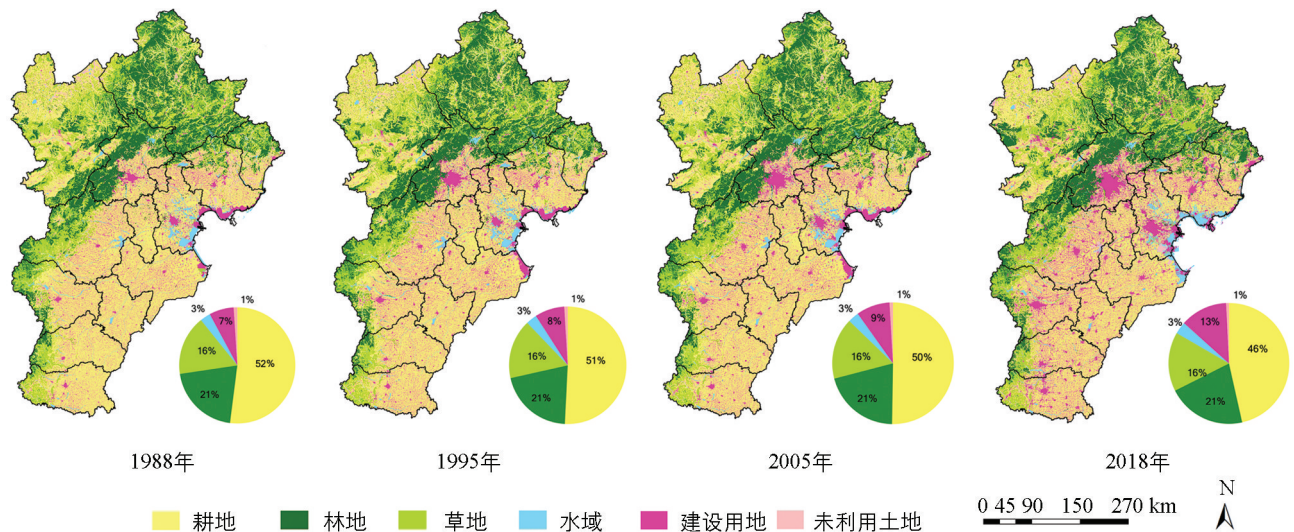 3%
1%
7%
16%
52%
21%
3%
1%
8%
16%
51%
21%
3%
1%
9%
16%
50%
21%
3%
1%
13%
16%
46%
21%
1988年
1995年
2005年
2018年
耕地
林地
草地
水域
建设用地
未利用土地
0 45 90 150 270 km
N